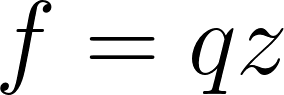 f = qz